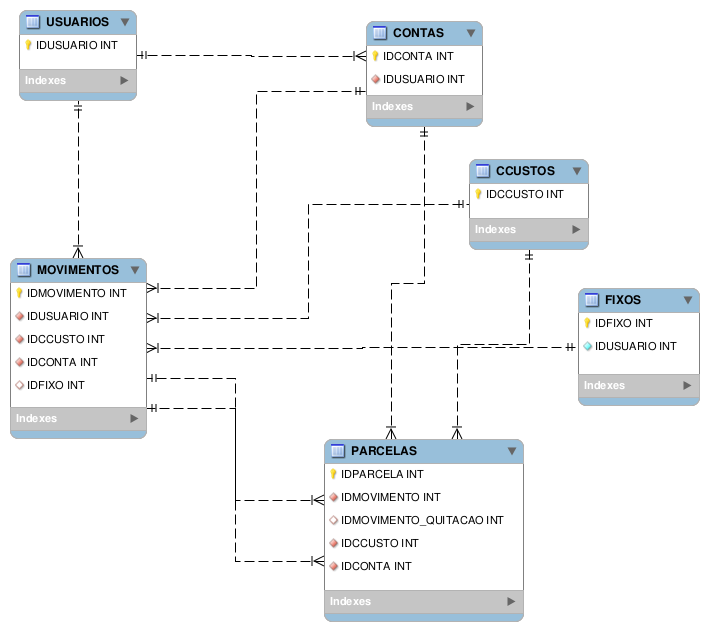 USUARIOS
IDUSUARIO INT
Indexes
CONTAS
IDCONTA INT
IDUSUARIO INT
Indexes
CCUSTOS
IDCCUSTO INT
Indexes
MOVIMENTOS
IDMOVIMENTO INT
IDUSUARIO INT
IDCCUSTO INT
IDCONTA INT
IDFIXO INT
Indexes
FIXOS
IDFIXO INT
IDUSUARIO INT
Indexes
PARCELAS
IDPARCELA INT
IDMOVIMENTO INT
IDMOVIMENTO_QUITACAO INT
IDCCUSTO INT
IDCONTA INT
Indexes